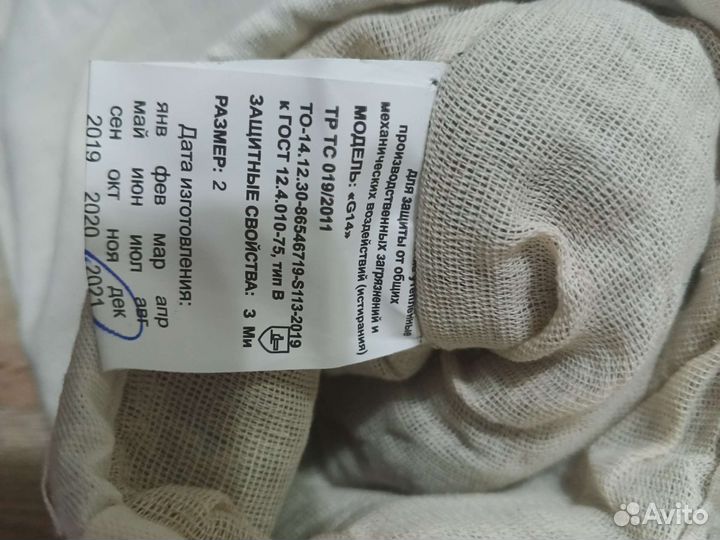 утепленные
для защиты от общих
производственных загрязнений и
механических воздействий (истирания)
МОДЕЛЬ: «G14»
ТР ТС 019/2011
ТО-14.12.30-86546719-S113-2019
к ГОСТ 12.4.010-75, тип В
ЗАЩИТНЫЕ СВОЙСТВА: 3 Ми
РАЗМЕР: 2
Дата изготовления:
янв фев мар апр
май июн июл авг
сен окт ноя дек
2019 2020 2021
Avito